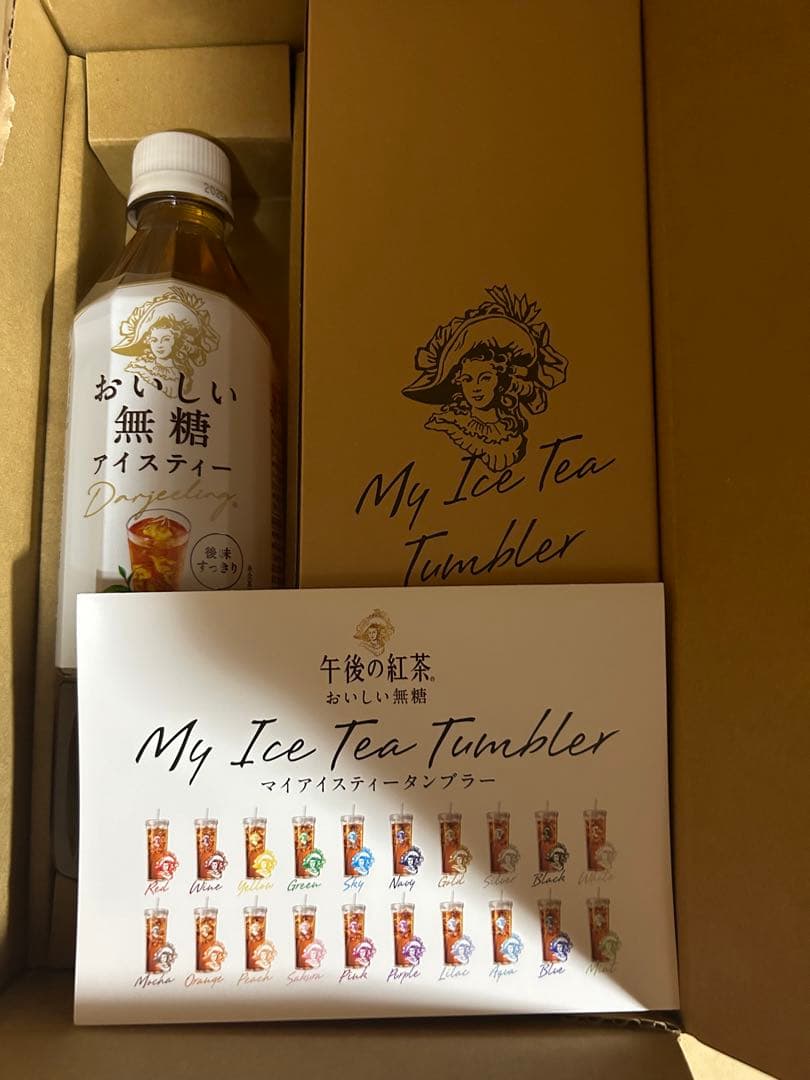 2025
おいしい
無糖
アイスティー
Darjeeling
後味
すっきり
My Ice Tea
Tumbler
午後の紅茶®
おいしい無糖
My Ice Tea Tumbler
マイアイスティータンブラー
Red Wine Yellow Green Sky Navy Gold Silver Black White
Mocha Orange Peach Sakura Pink Purple Lilac Aqua Blue Mint